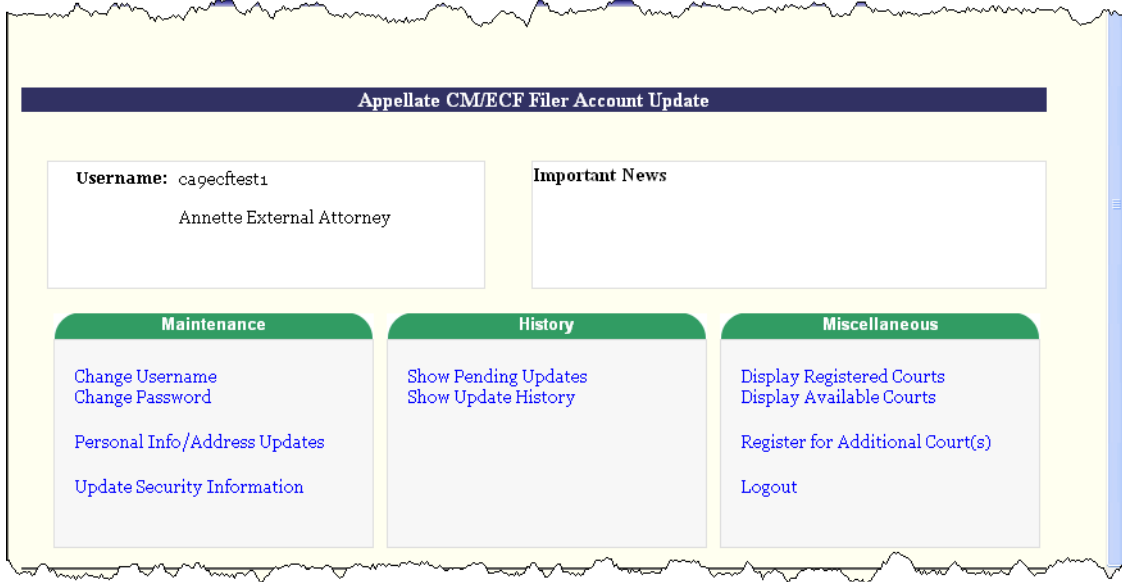 Appellate CM/ECF Filer Account Update
Username: ca9ecftest1
Annette External Attorney
Important News
Maintenance
Change Username
Change Password
Personal Info/Address Updates
Update Security Information
History
Show Pending Updates
Show Update History
Miscellaneous
Display Registered Courts
Display Available Courts
Register for Additional Court(s)
Logout